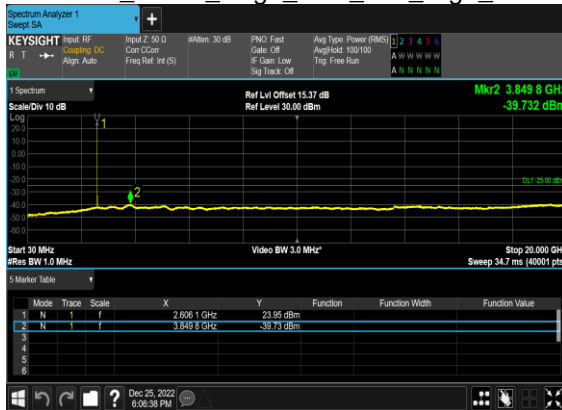 Spectrum Analyzer 1
Swept SA
+
KEYSIGHT Input: RF Input Z: 50 Ω #Atten: 30 dB PNO: Fast Avg Type: Power (RMS) 1 2 3 4 5 6
R T Coupling: DC Corr CCorr Gate: Off Avg|Hold: 100/100 A W W W W W
Align: Auto Freq Ref: Int (S) IF Gain: Low Trig: Free Run
Sig Track: Off A N N N N N
1 Spectrum Ref Lvl Offset 15.37 dB Mkr2 3.849 8 GHz
Scale/Div 10 dB Ref Level 30.00 dBm -39.732 dBm
Log
20.0 1
10.0
0.00
-10.0
-20.0 DL1 -25.00 dBm
-30.0 2
-40.0
-50.0
-60.0
Start 30 MHz Video BW 3.0 MHz* Stop 20.000 GHz
#Res BW 1.0 MHz Sweep 34.7 ms (40001 pts)
5 Marker Table
Mode Trace Scale X Y Function Function Width Function Value
1 N 1 f 2.606 1 GHz 23.95 dBm
2 N 1 f 3.849 8 GHz -39.73 dBm
3
4
5
6
? Dec 25, 2022
6:06:38 PM